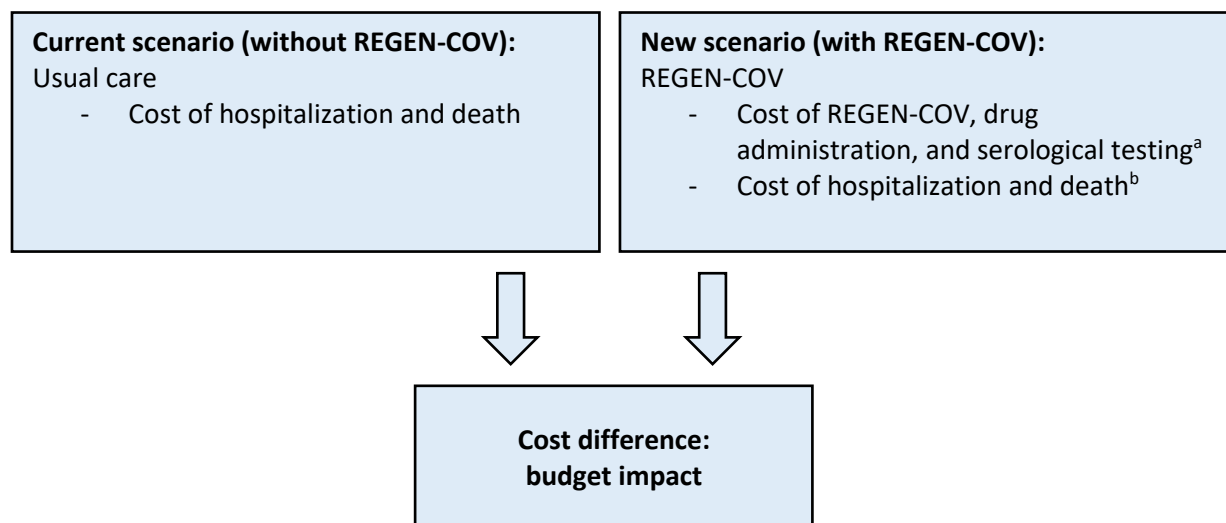 Current scenario (without REGEN-COV):
Usual care
- Cost of hospitalization and death
New scenario (with REGEN-COV):
REGEN-COV
- Cost of REGEN-COV, drug
administration, and serological testingᵃ
- Cost of hospitalization and deathᵇ
Cost difference:
budget impact